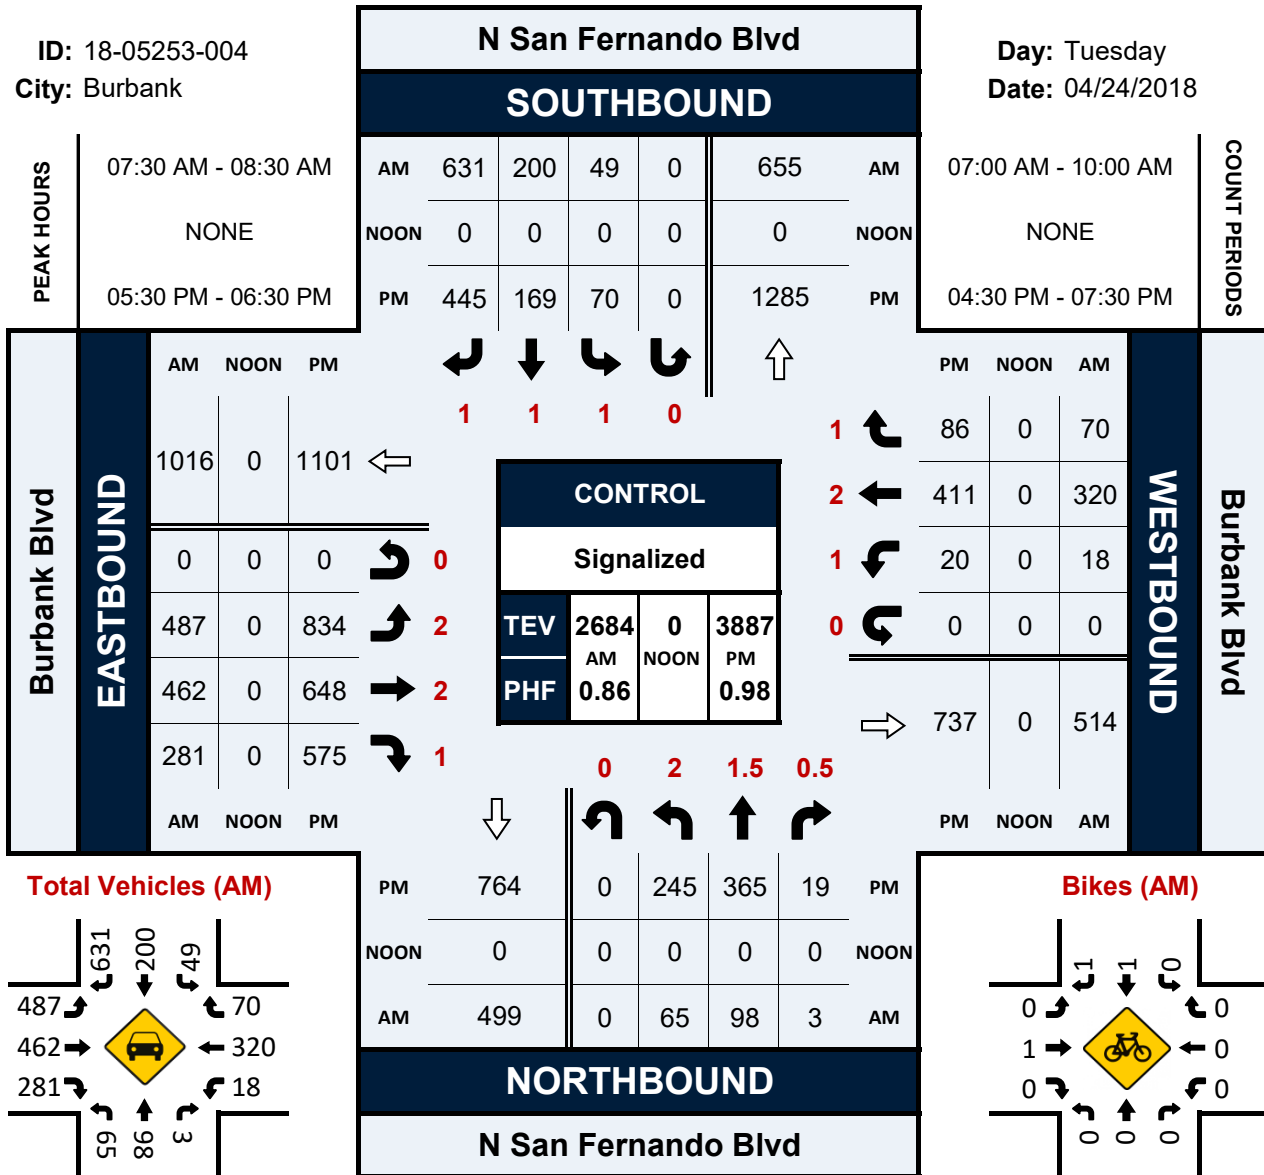 N San Fernando Blvd
ID: 18-05253-004
Day: Tuesday
City: Burbank
Date: 04/24/2018
SOUTHBOUND
PEAK HOURS
07:30 AM - 08:30 AM
NONE
05:30 PM - 06:30 PM
AM 631 200 49 0 655 AM
NOON 0 0 0 0 0 NOON
PM 445 169 70 0 1285 PM
07:00 AM - 10:00 AM
NONE
04:30 PM - 07:30 PM
COUNT PERIODS
1 1 1 0
Burbank Blvd
EASTBOUND
AM NOON PM
1016 0 1101
0 0 0 0
487 0 834 2
462 0 648 2
281 0 575 1
AM NOON PM
CONTROL
Signalized
TEV 2684 0 3887
AM NOON PM
PHF 0.86 0.98
PM NOON AM
1 86 0 70
2 411 0 320
1 20 0 18
0 0 0 0
737 0 514
PM NOON AM
WESTBOUND
Burbank Blvd
0 2 1.5 0.5
PM 764 0 245 365 19 PM
NOON 0 0 0 0 0 NOON
AM 499 0 65 98 3 AM
NORTHBOUND
N San Fernando Blvd
Total Vehicles (AM)
631 200 49
487 70
462 320
281 18
65 98 3
Bikes (AM)
1 1 0
0 0
1 0
0 0
0 0 0